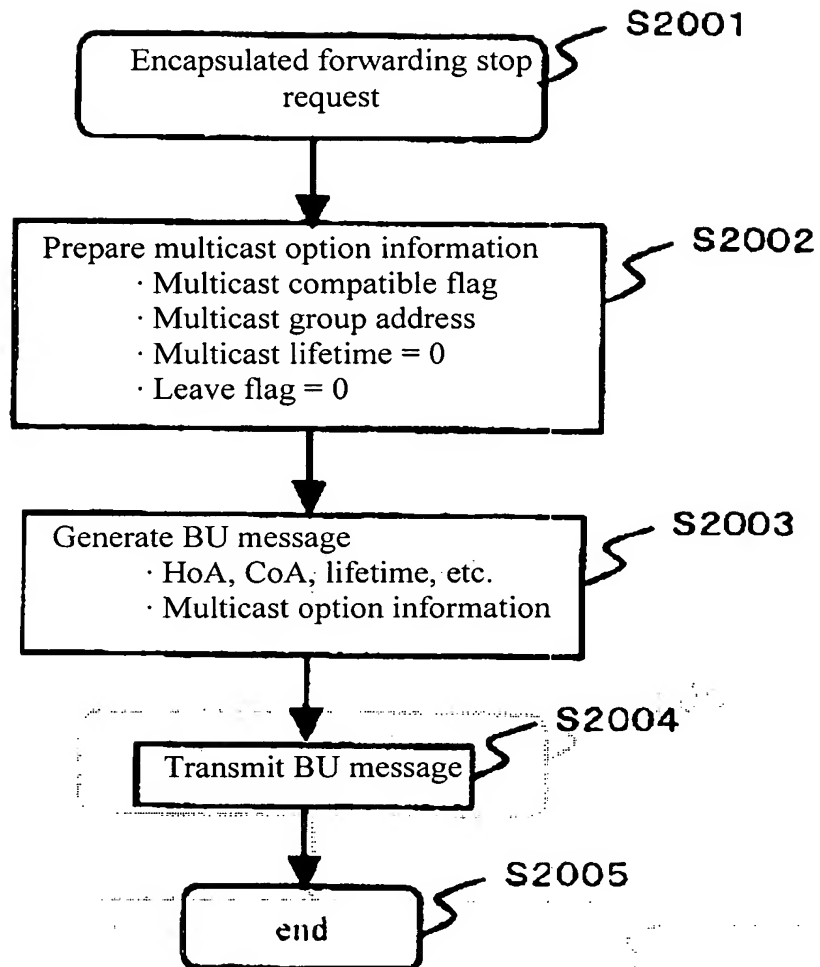 S2001
Encapsulated forwarding stop
request
S2002
Prepare multicast option information
· Multicast compatible flag
· Multicast group address
· Multicast lifetime = 0
· Leave flag = 0
S2003
Generate BU message
· HoA, CoA, lifetime, etc.
· Multicast option information
S2004
Transmit BU message
S2005
end